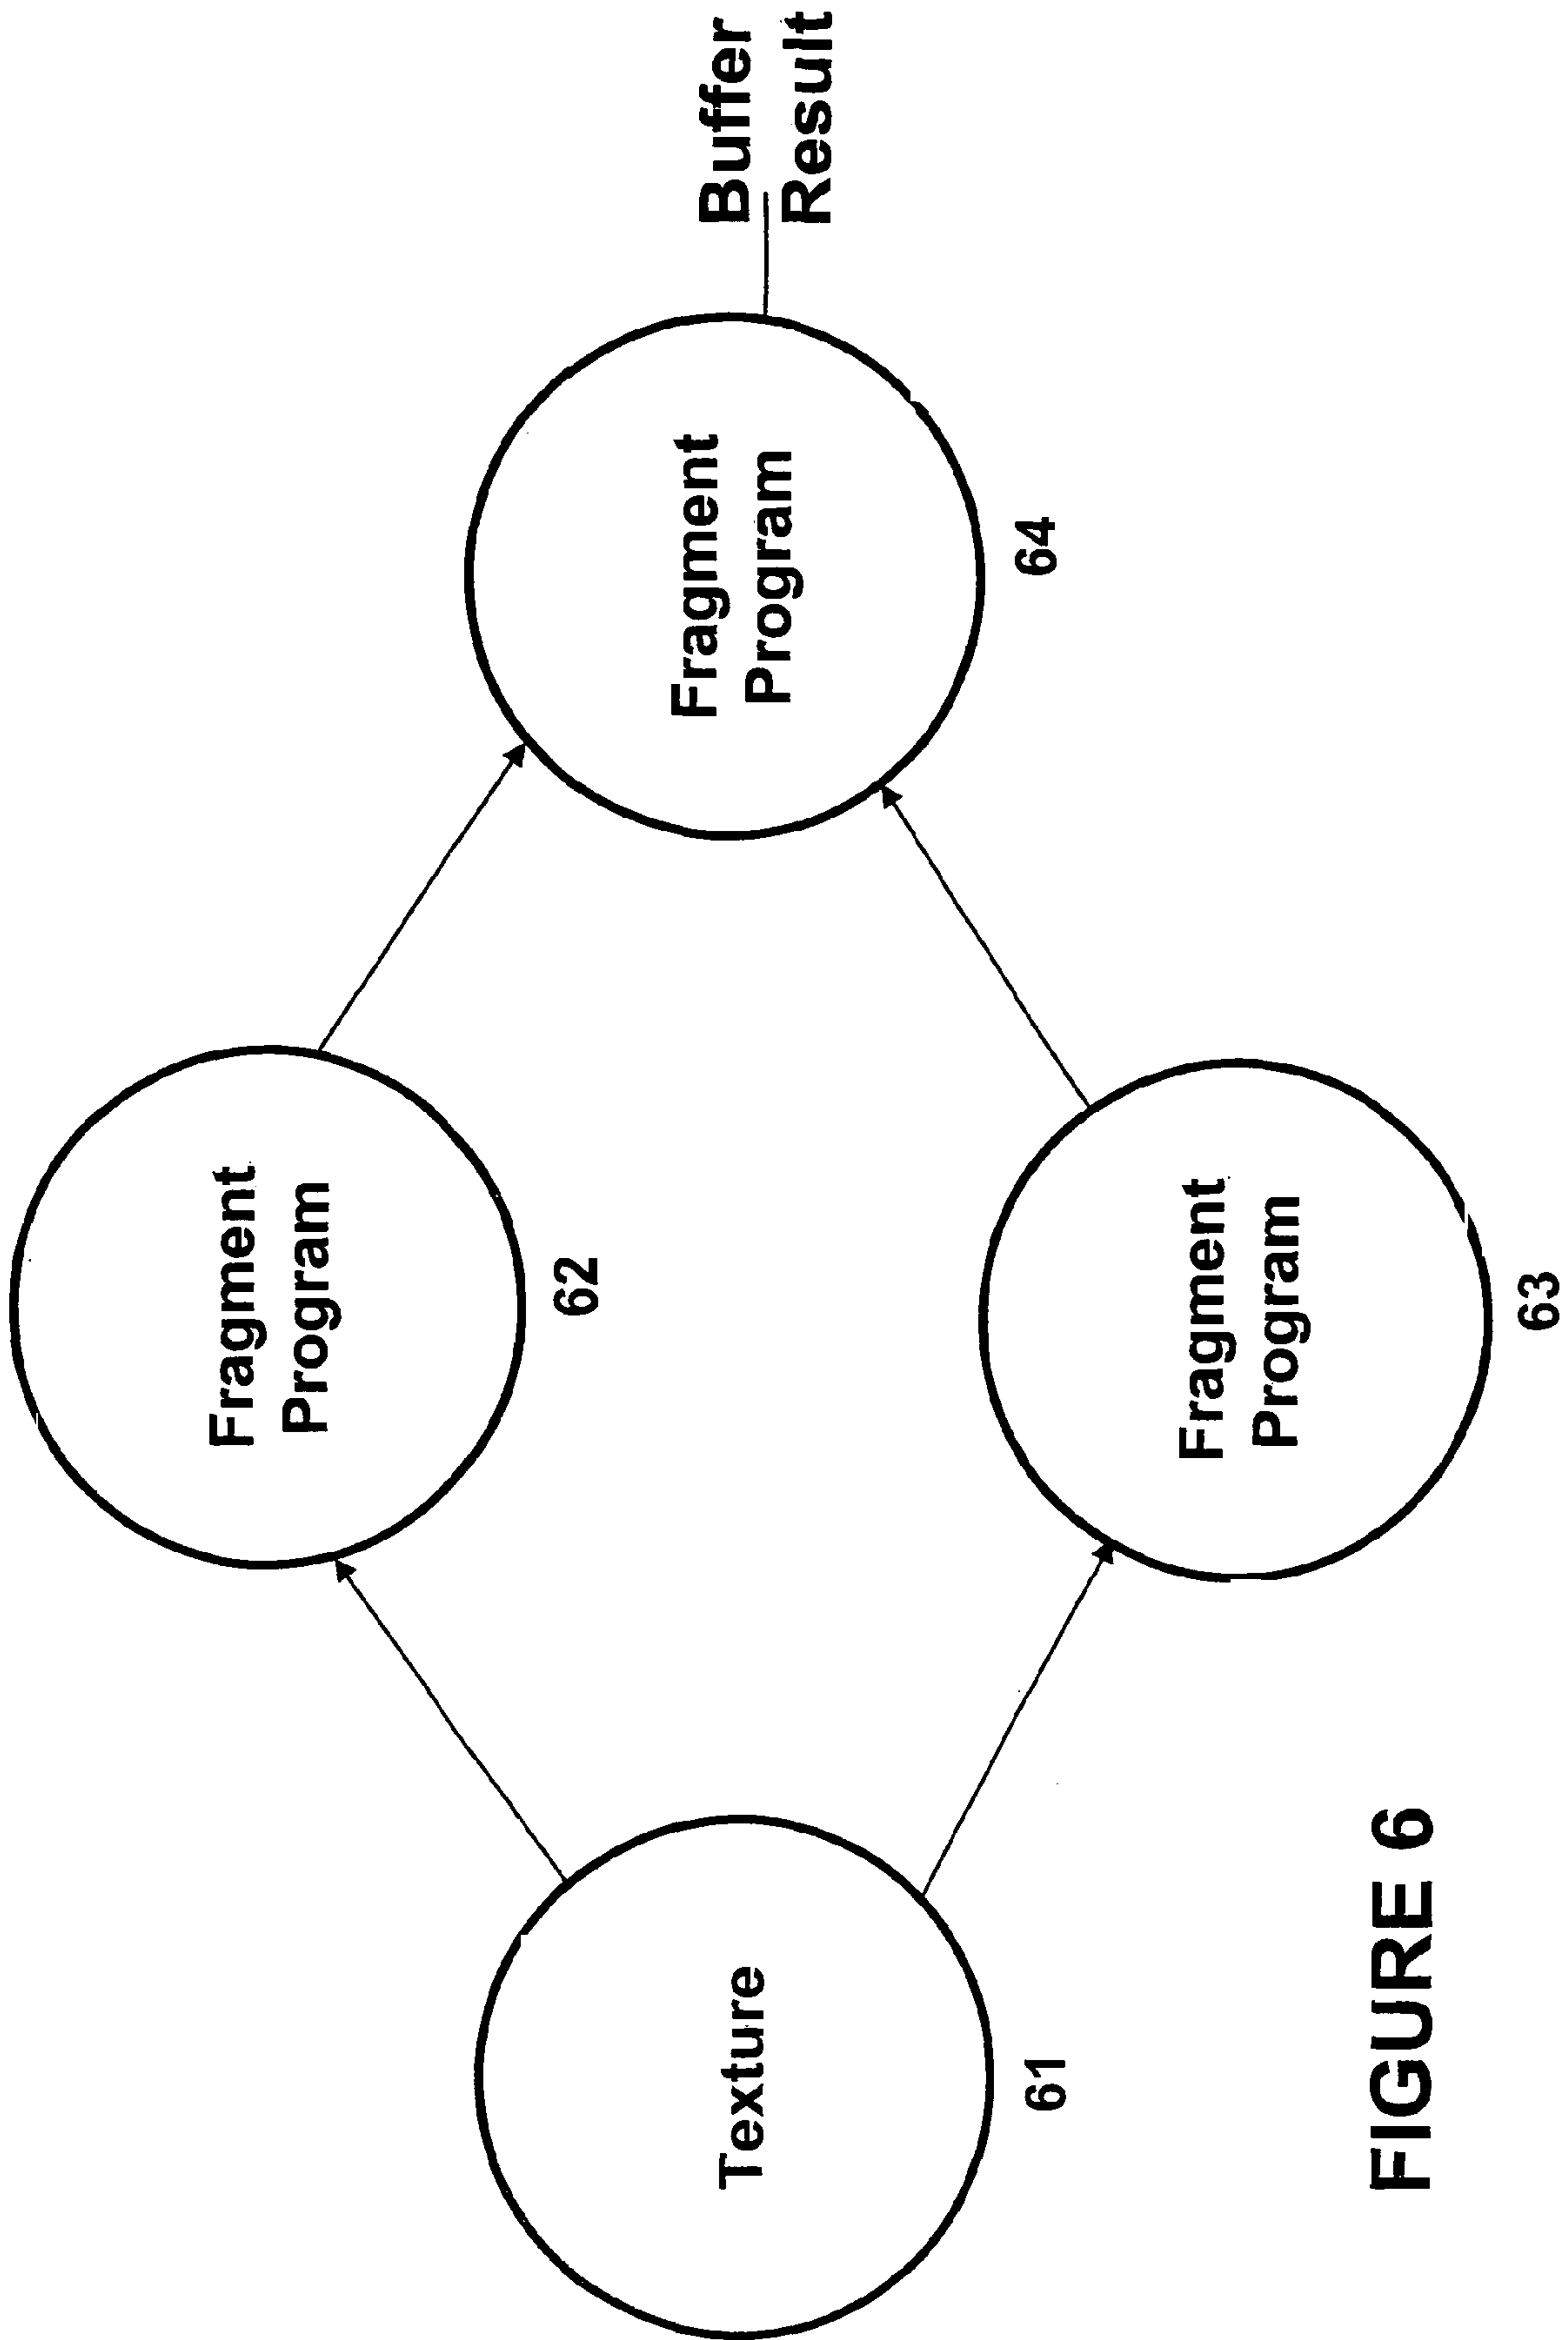 Texture
61
Fragment
Program
62
Fragment
Program
63
Fragment
Program
64
Buffer
Result
FIGURE 6